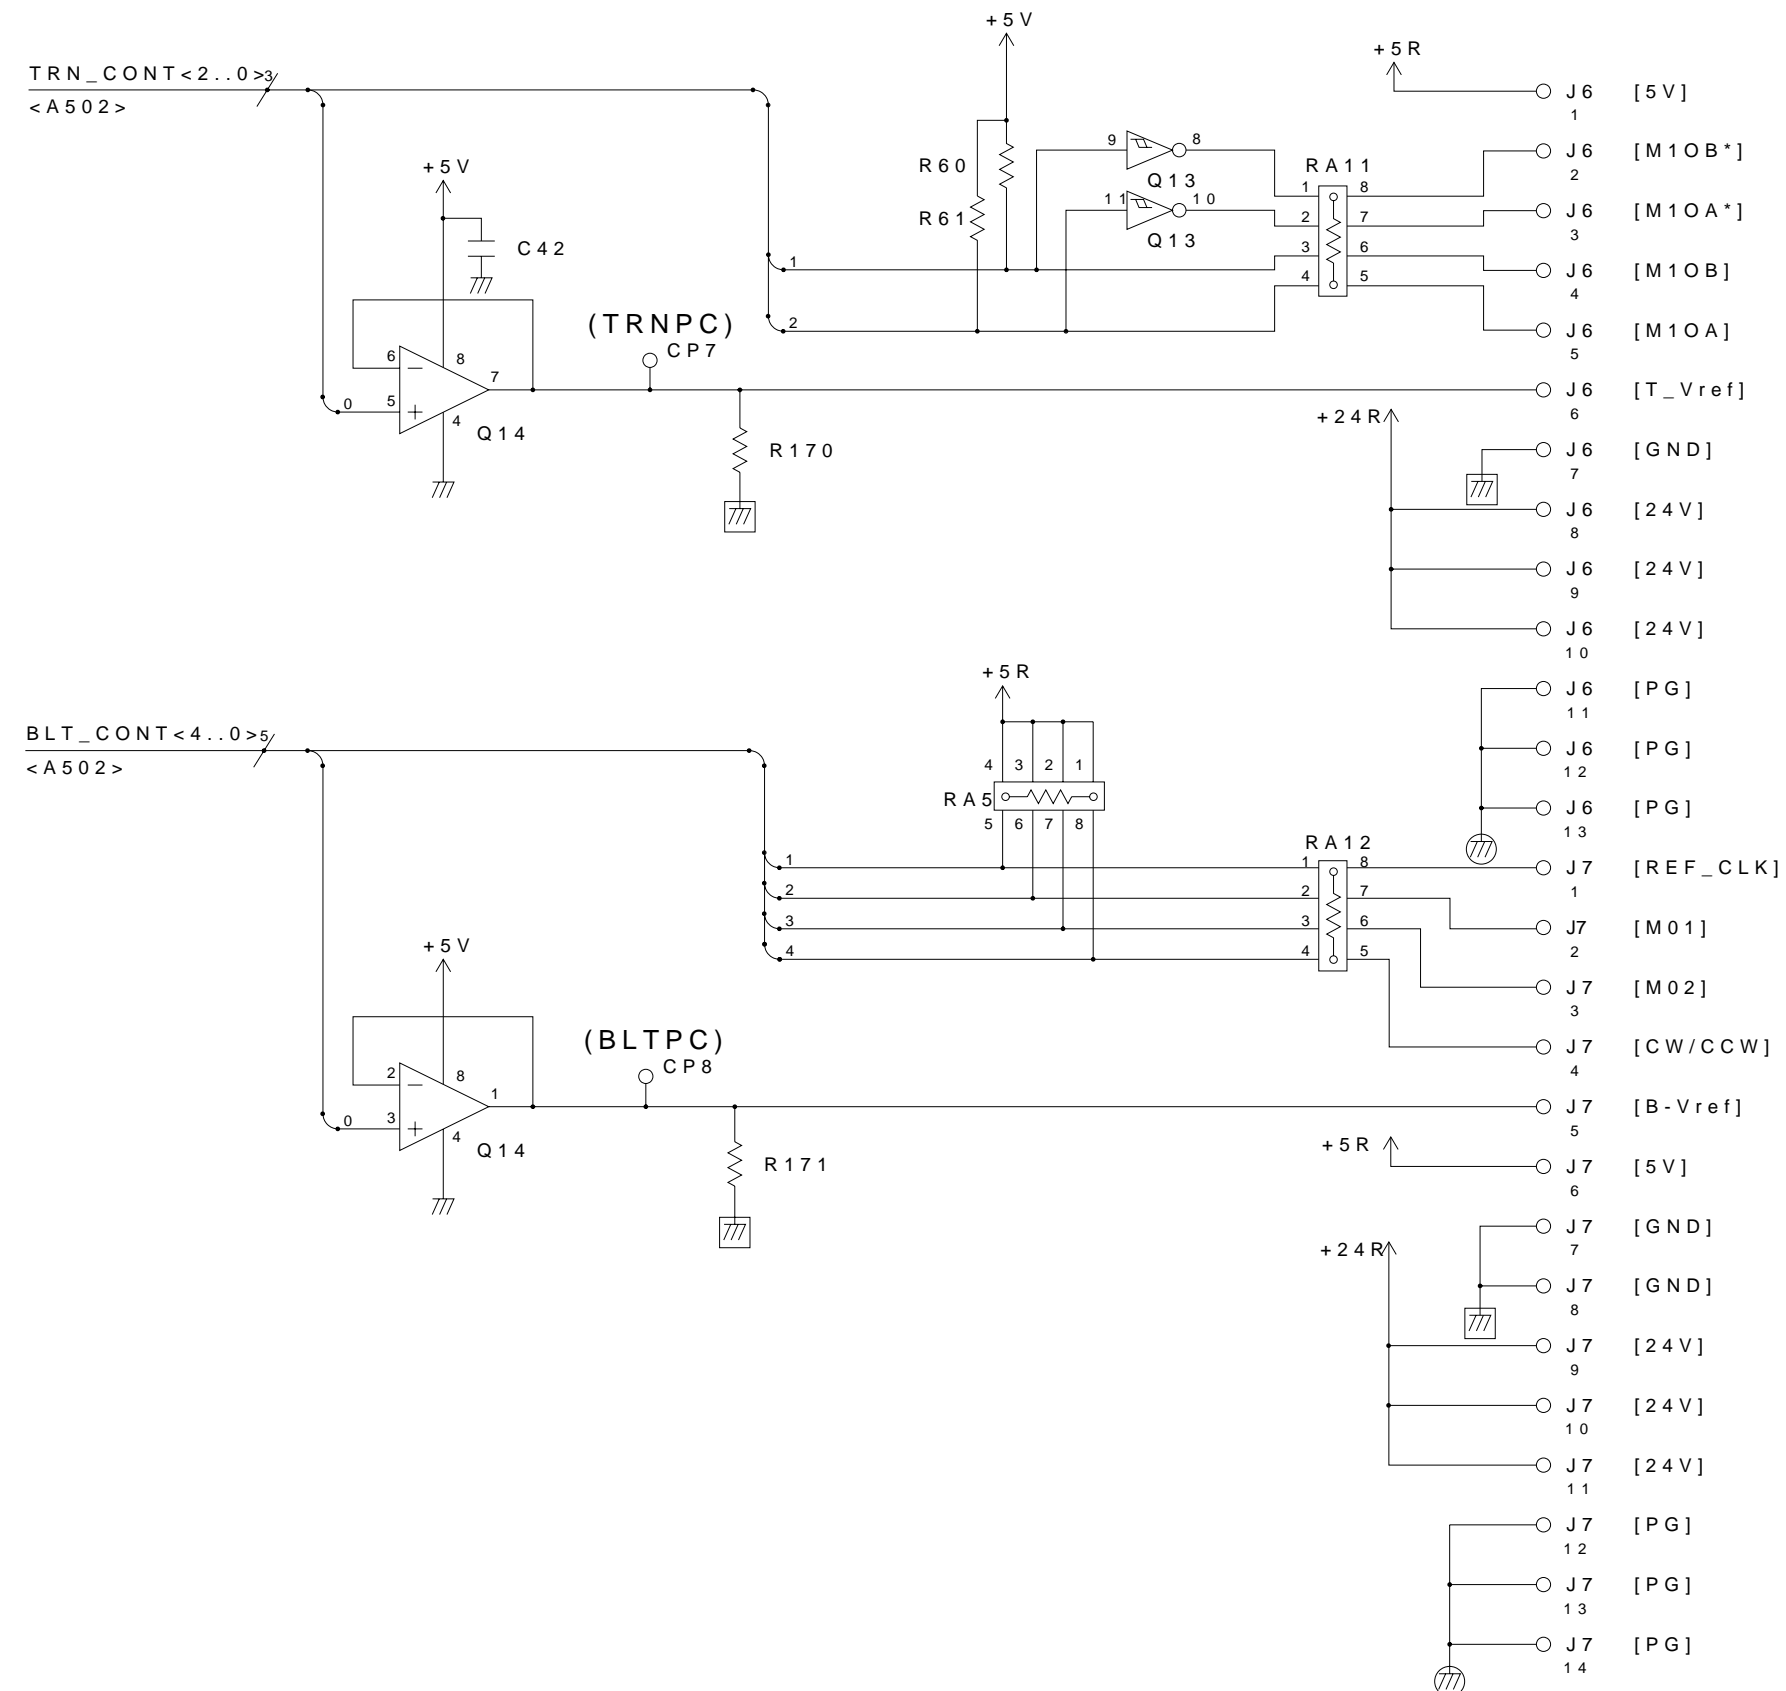 +5V
+5R
TRN_CONT<2..0>3
<A502>
J6 [5V]
1
9 8
R60
Q13
RA11
J6 [M1OB*]
2
+5V
1 8
11 10
R61
Q13
2 7
J6 [M1OA*]
3
C42
1
3 6
J6 [M1OB]
4
4 5
(TRNPC)
CP7
2
J6 [M1OA]
5
6 8
7
J6 [T_Vref]
6
0 5
4
Q14
+24R
R170
J6 [GND]
7
J6 [24V]
8
J6 [24V]
9
J6 [24V]
10
+5R
J6 [PG]
11
BLT_CONT<4..0>5
<A502>
J6 [PG]
12
4 3 2 1
RA5
J6 [PG]
13
5 6 7 8
RA12
1 1 8
J7 [REF_CLK]
1
2 2 7
3 3 6
J7 [M01]
2
+5V
4 4 5
J7 [M02]
3
(BLTPC)
CP8
J7 [CW/CCW]
4
2 8
1
J7 [B-Vref]
5
0 3
4
Q14
+5R
R171
J7 [5V]
6
J7 [GND]
7
+24R
J7 [GND]
8
J7 [24V]
9
J7 [24V]
10
J7 [24V]
11
J7 [PG]
12
J7 [PG]
13
J7 [PG]
14